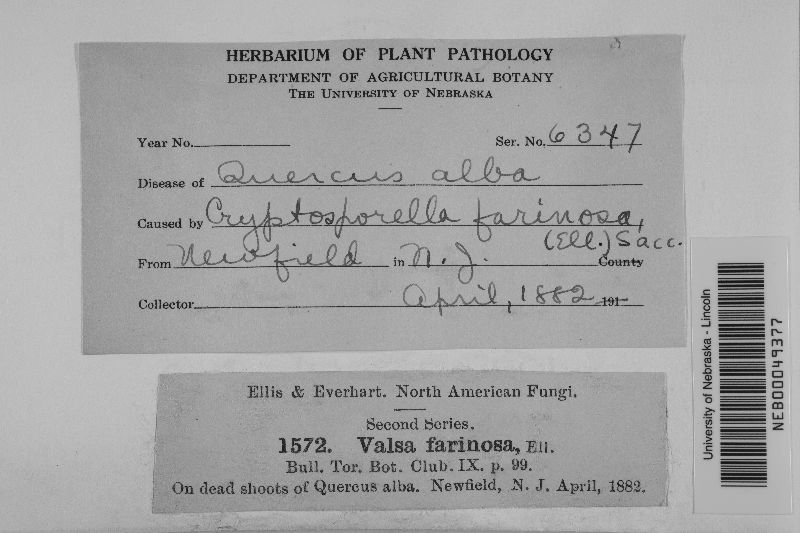 HERBARIUM OF PLANT PATHOLOGY
DEPARTMENT OF AGRICULTURAL BOTANY
THE UNIVERSITY OF NEBRASKA
Year No. Ser. No. 6347
Disease of Quercus alba
Caused by Cryptosporella farinosa,
(Ell.) Sacc.
From Newfield in N. J. County
Collector April, 1882 191-
Ellis & Everhart. North American Fungi.
Second Series.
1572. Valsa farinosa, Ell.
Bull. Tor. Bot. Club. IX. p. 99.
On dead shoots of Quercus alba. Newfield, N. J. April, 1882.
University of Nebraska - Lincoln
NEB00049377